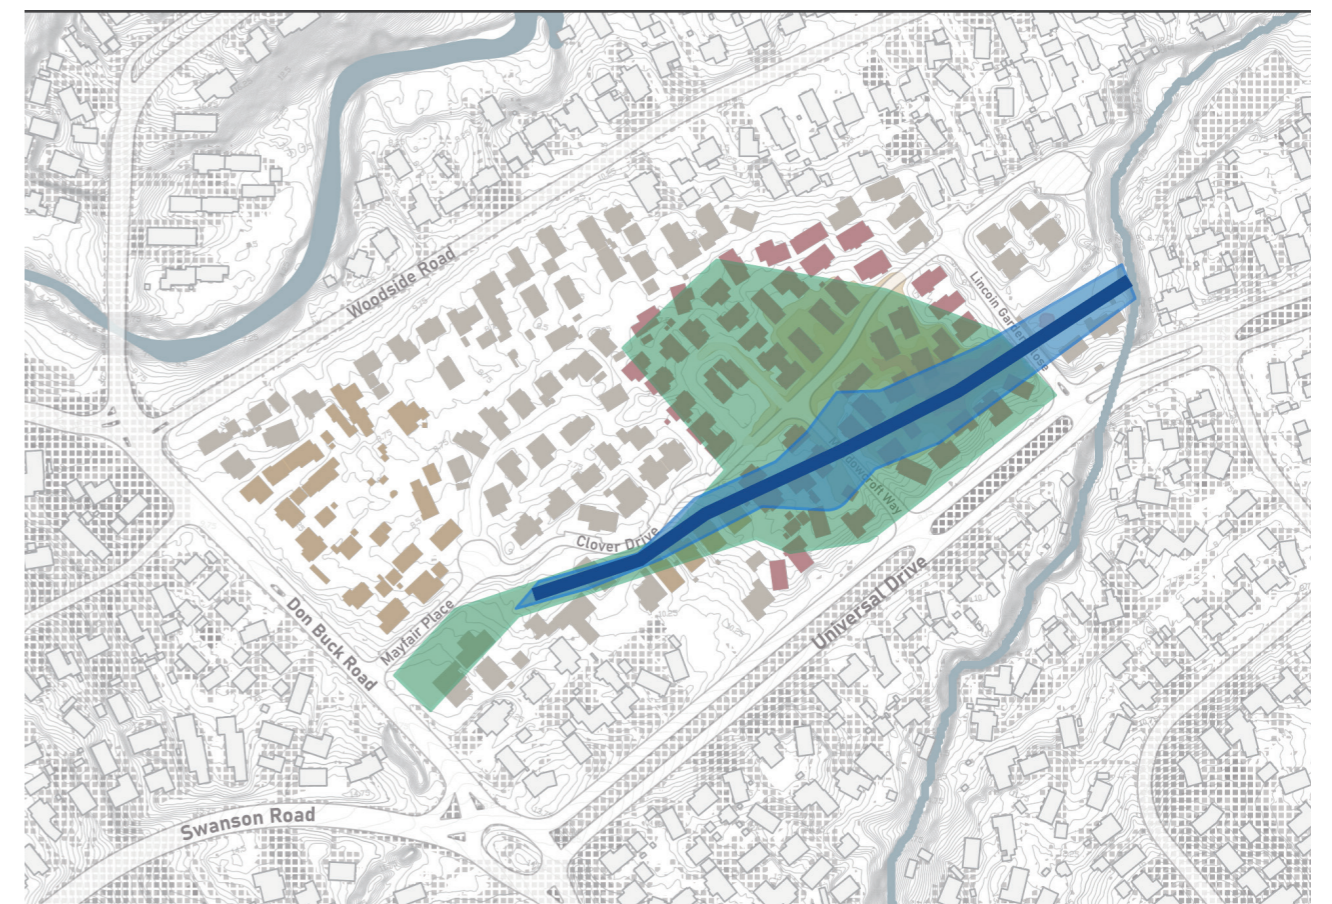 Woodside Road
Lincoln Garden Close
Clover Drive
Mayfair Place
Don Buck Road
Universal Drive
Swanson Road